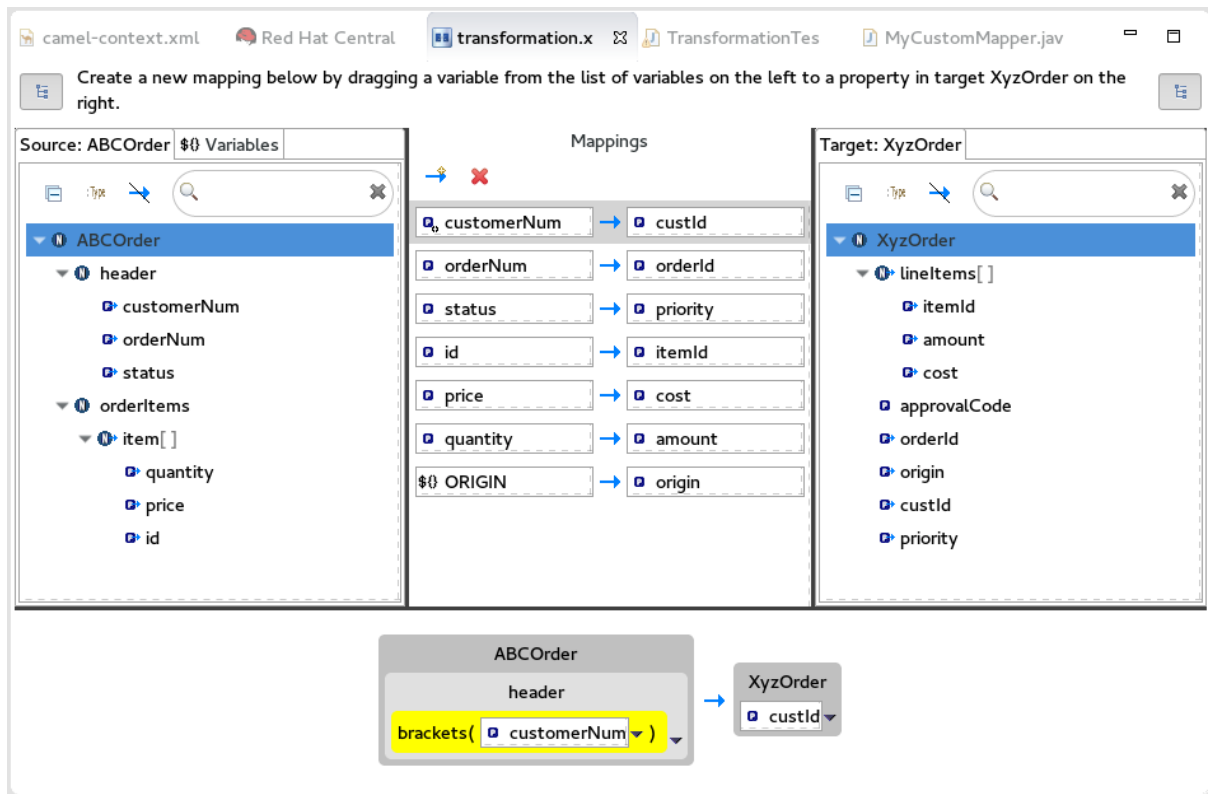 camel-context.xml Red Hat Central transformation.x TransformationTes MyCustomMapper.jav
Create a new mapping below by dragging a variable from the list of variables on the left to a property in target XyzOrder on the
right.
Source: ABCOrder ${} Variables
:Type
ABCOrder
header
customerNum
orderNum
status
orderItems
item[]
quantity
price
id
Mappings
customerNum custId
orderNum orderId
status priority
id itemId
price cost
quantity amount
${} ORIGIN origin
Target: XyzOrder
:Type
XyzOrder
lineItems[]
itemId
amount
cost
approvalCode
orderId
origin
custId
priority
ABCOrder
header
brackets( customerNum )
XyzOrder
custId